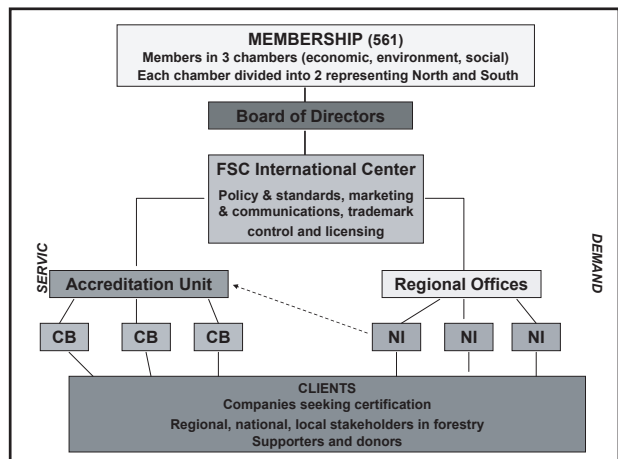 MEMBERSHIP (561)
Members in 3 chambers (economic, environment, social)
Each chamber divided into 2 representing North and South
Board of Directors
FSC International Center
Policy & standards, marketing
& communications, trademark
control and licensing
SERVIC
DEMAND
Accreditation Unit
Regional Offices
CB
CB
CB
NI
NI
NI
CLIENTS
Companies seeking certification
Regional, national, local stakeholders in forestry
Supporters and donors